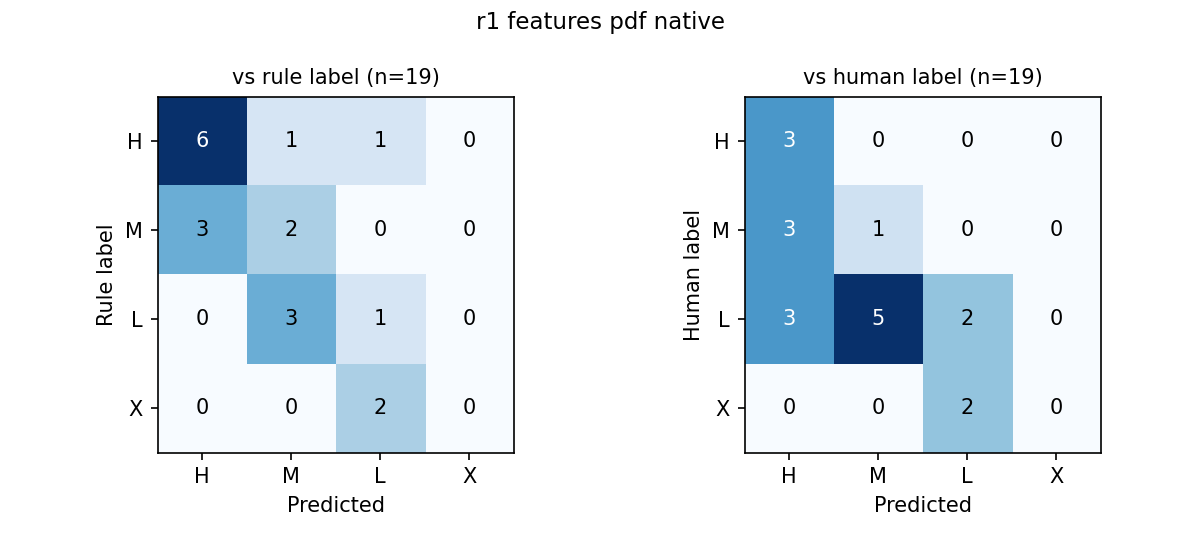 r1 features pdf native
vs rule label (n=19)
Rule label
H 6 1 1 0
M 3 2 0 0
L 0 3 1 0
X 0 0 2 0
H M L X
Predicted
vs human label (n=19)
Human label
H 3 0 0 0
M 3 1 0 0
L 3 5 2 0
X 0 0 2 0
H M L X
Predicted